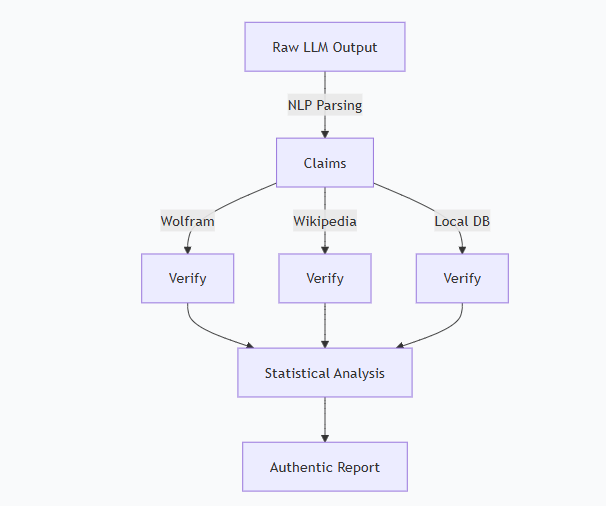 Raw LLM Output
NLP Parsing
Claims
Wolfram
Wikipedia
Local DB
Verify
Verify
Verify
Statistical Analysis
Authentic Report